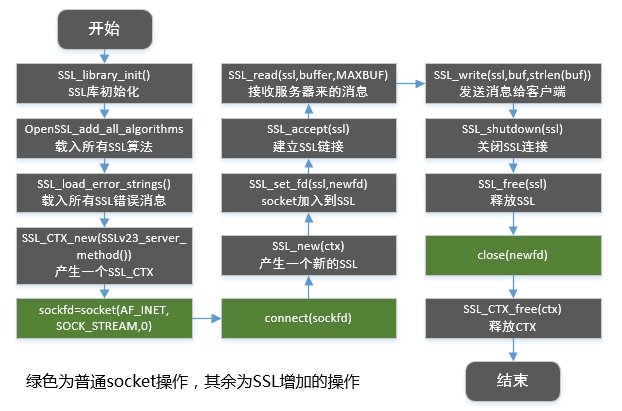 开始
SSL_library_init()
SSL库初始化
OpenSSL_add_all_algorithms
载入所有SSL算法
SSL_load_error_strings()
载入所有SSL错误消息
SSL_CTX_new(SSLv23_server_
method())
产生一个SSL_CTX
sockfd=socket(AF_INET,
SOCK_STREAM,0)
connect(sockfd)
SSL_new(ctx)
产生一个新的SSL
SSL_set_fd(ssl,newfd)
socket加入到SSL
SSL_accept(ssl)
建立SSL链接
SSL_read(ssl,buffer,MAXBUF)
接收服务器来的消息
SSL_write(ssl,buf,strlen(buf))
发送消息给客户端
SSL_shutdown(ssl)
关闭SSL连接
SSL_free(ssl)
释放SSL
close(newfd)
SSL_CTX_free(ctx)
释放CTX
结束
绿色为普通socket操作，其余为SSL增加的操作